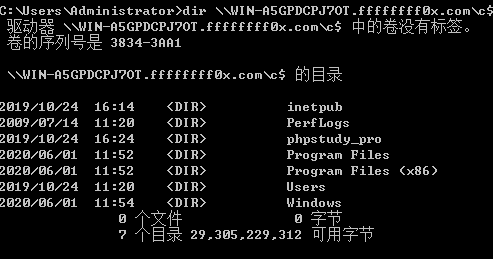 C:\Users\Administrator>dir \\WIN-A5GPDCPJ7OT.ffffffff0x.com\c$
驱动器 \\WIN-A5GPDCPJ7OT.ffffffff0x.com\c$ 中的卷没有标签。
卷的序列号是 3834-3AA1
\\WIN-A5GPDCPJ7OT.ffffffff0x.com\c$ 的目录
2019/10/24  16:14    <DIR>          inetpub
2009/07/14  11:20    <DIR>          PerfLogs
2019/10/24  16:14    <DIR>          phpstudy_pro
2020/06/01  11:52    <DIR>          Program Files
2020/06/01  11:52    <DIR>          Program Files (x86)
2019/10/24  11:20    <DIR>          Users
2020/06/01  11:54    <DIR>          Windows
0 个文件              0 字节
7 个目录 29,305,229,312 可用字节